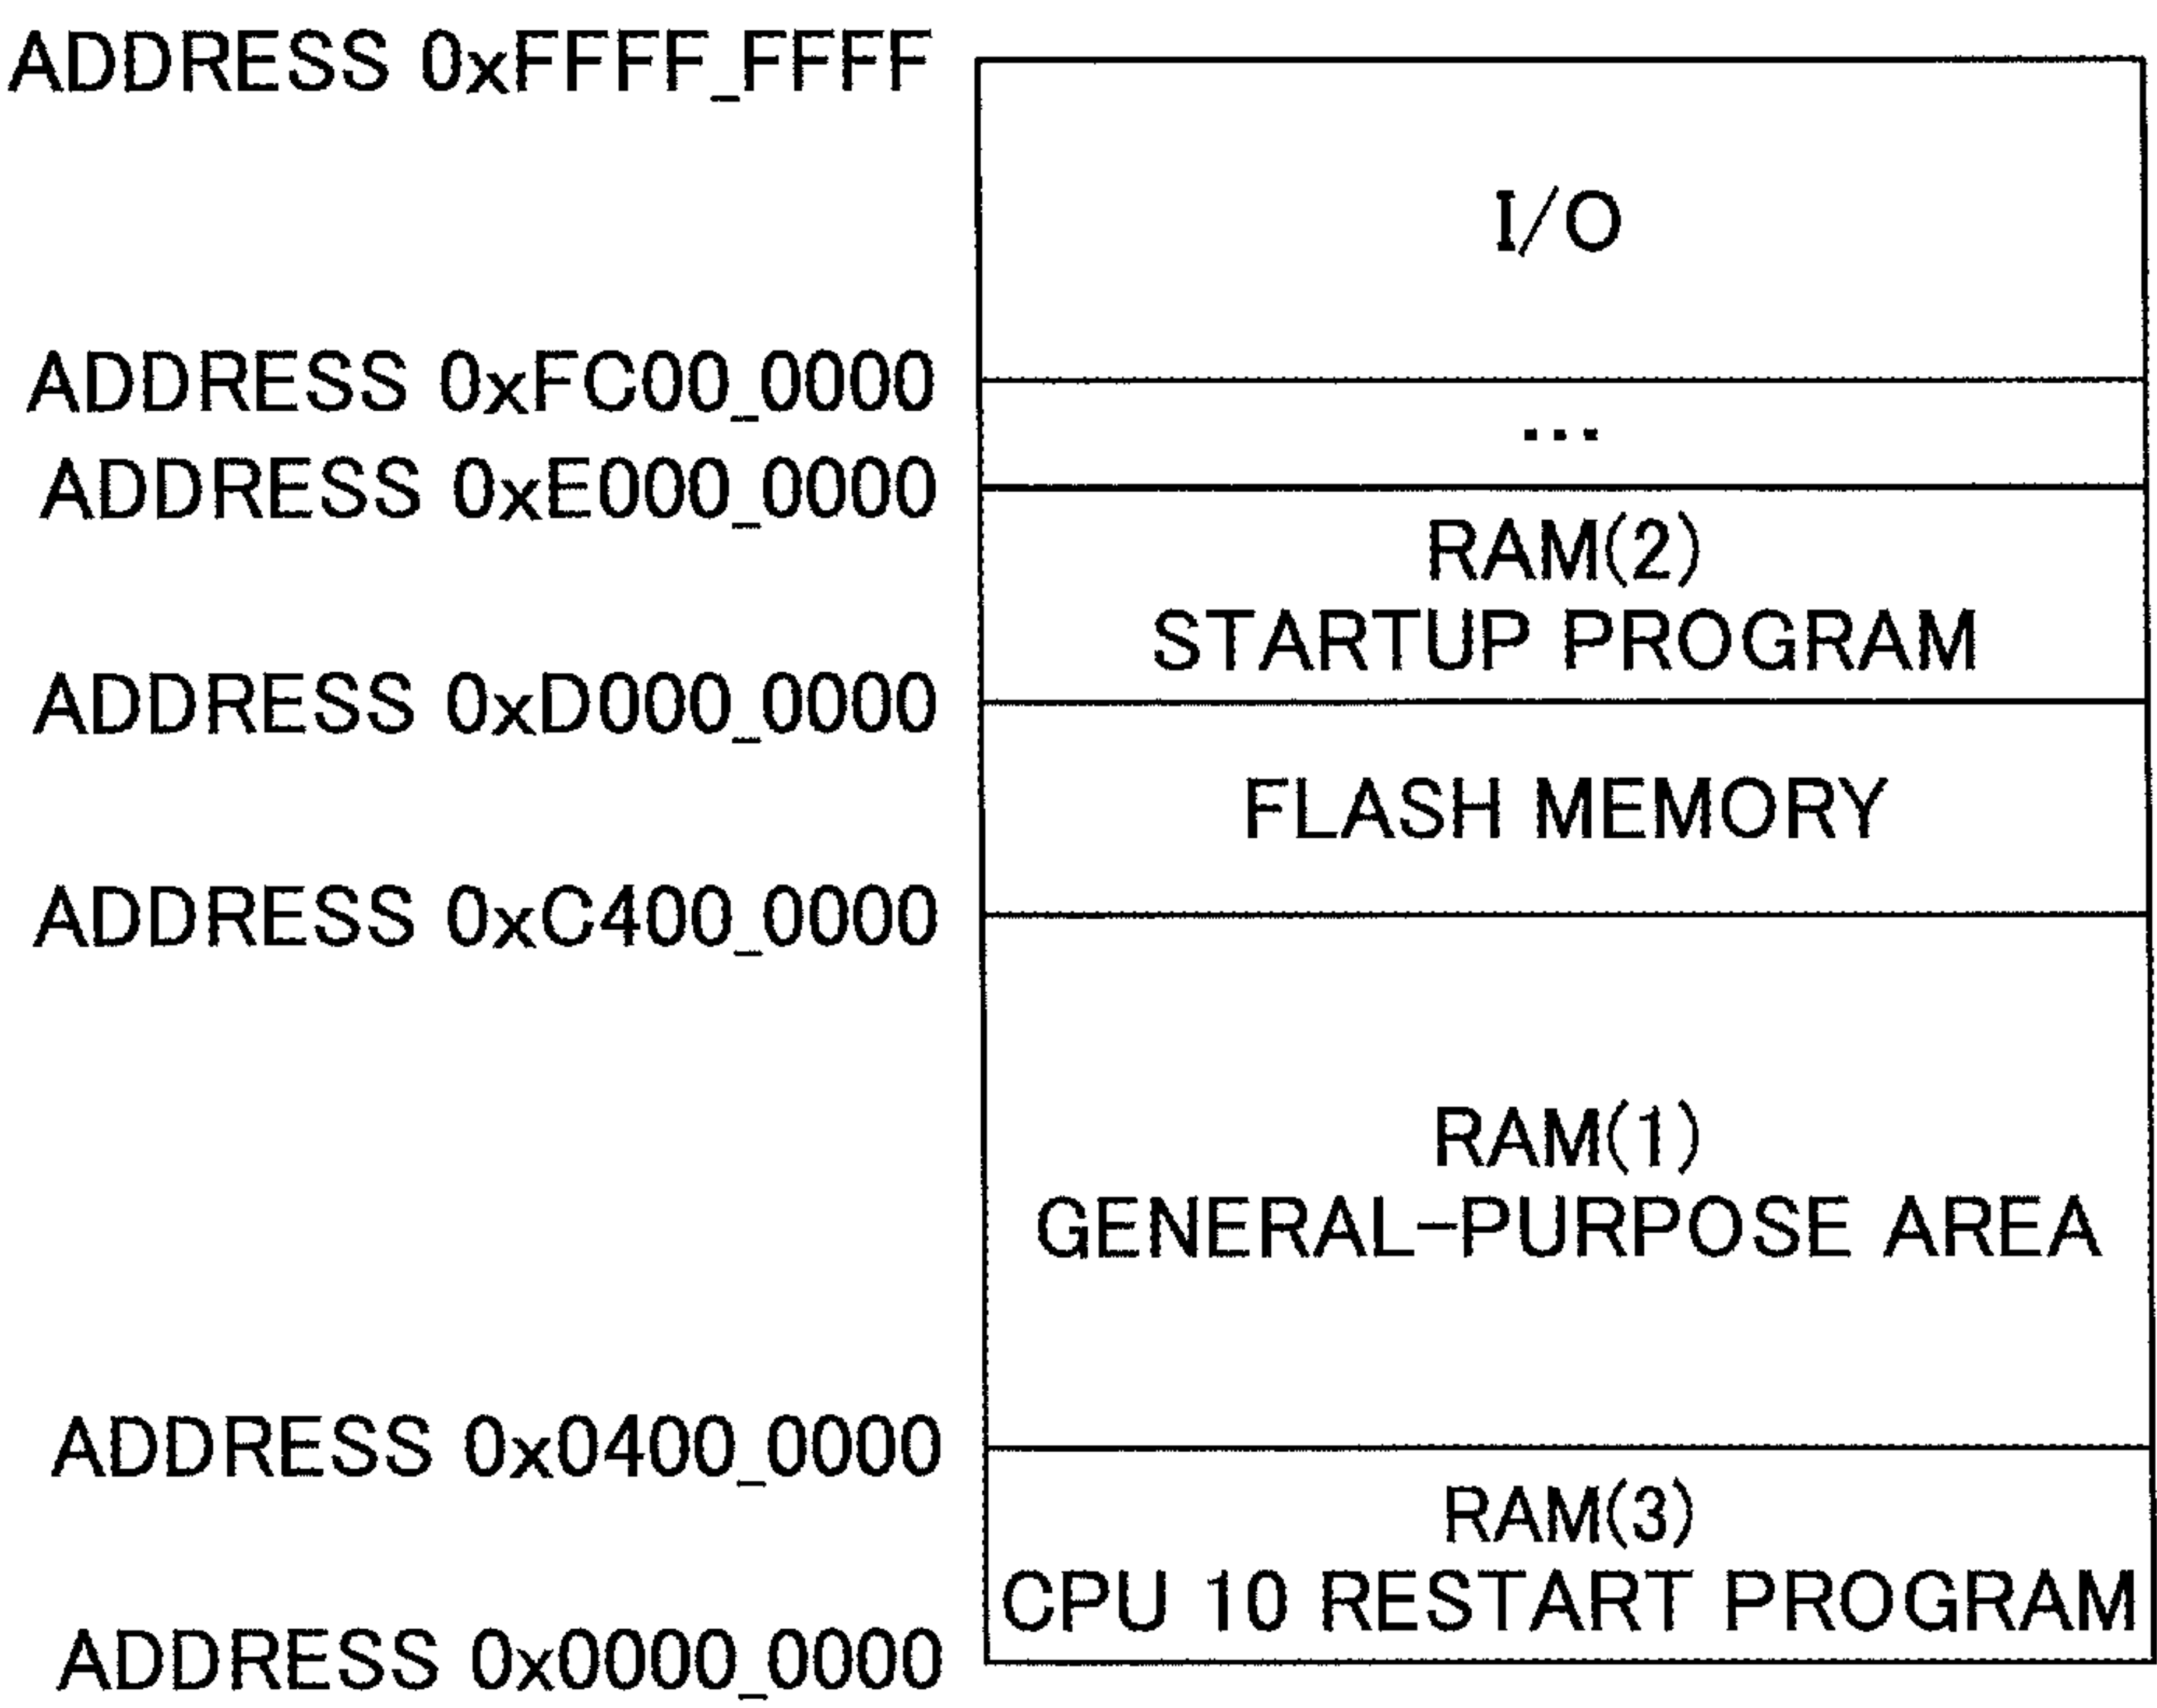 ADDRESS 0xFFFF_FFFF
I/O
ADDRESS 0xFC00_0000
...
ADDRESS 0xE000_0000
RAM(2)
STARTUP PROGRAM
ADDRESS 0xD000_0000
FLASH MEMORY
ADDRESS 0xC400_0000
RAM(1)
GENERAL-PURPOSE AREA
ADDRESS 0x0400_0000
RAM(3)
CPU 10 RESTART PROGRAM
ADDRESS 0x0000_0000